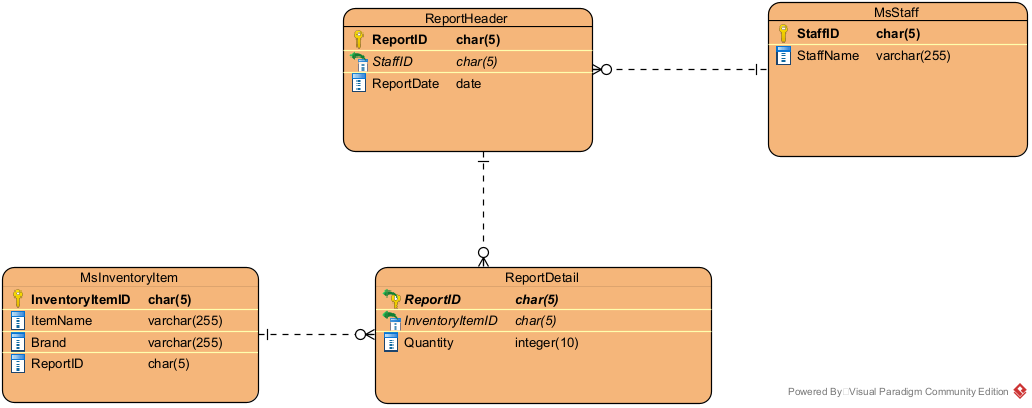 ReportHeader
ReportID char(5)
StaffID char(5)
ReportDate date
MsStaff
StaffID char(5)
StaffName varchar(255)
MsInventoryItem
InventoryItemID char(5)
ItemName varchar(255)
Brand varchar(255)
ReportID char(5)
ReportDetail
ReportID char(5)
InventoryItemID char(5)
Quantity integer(10)
Powered By Visual Paradigm Community Edition